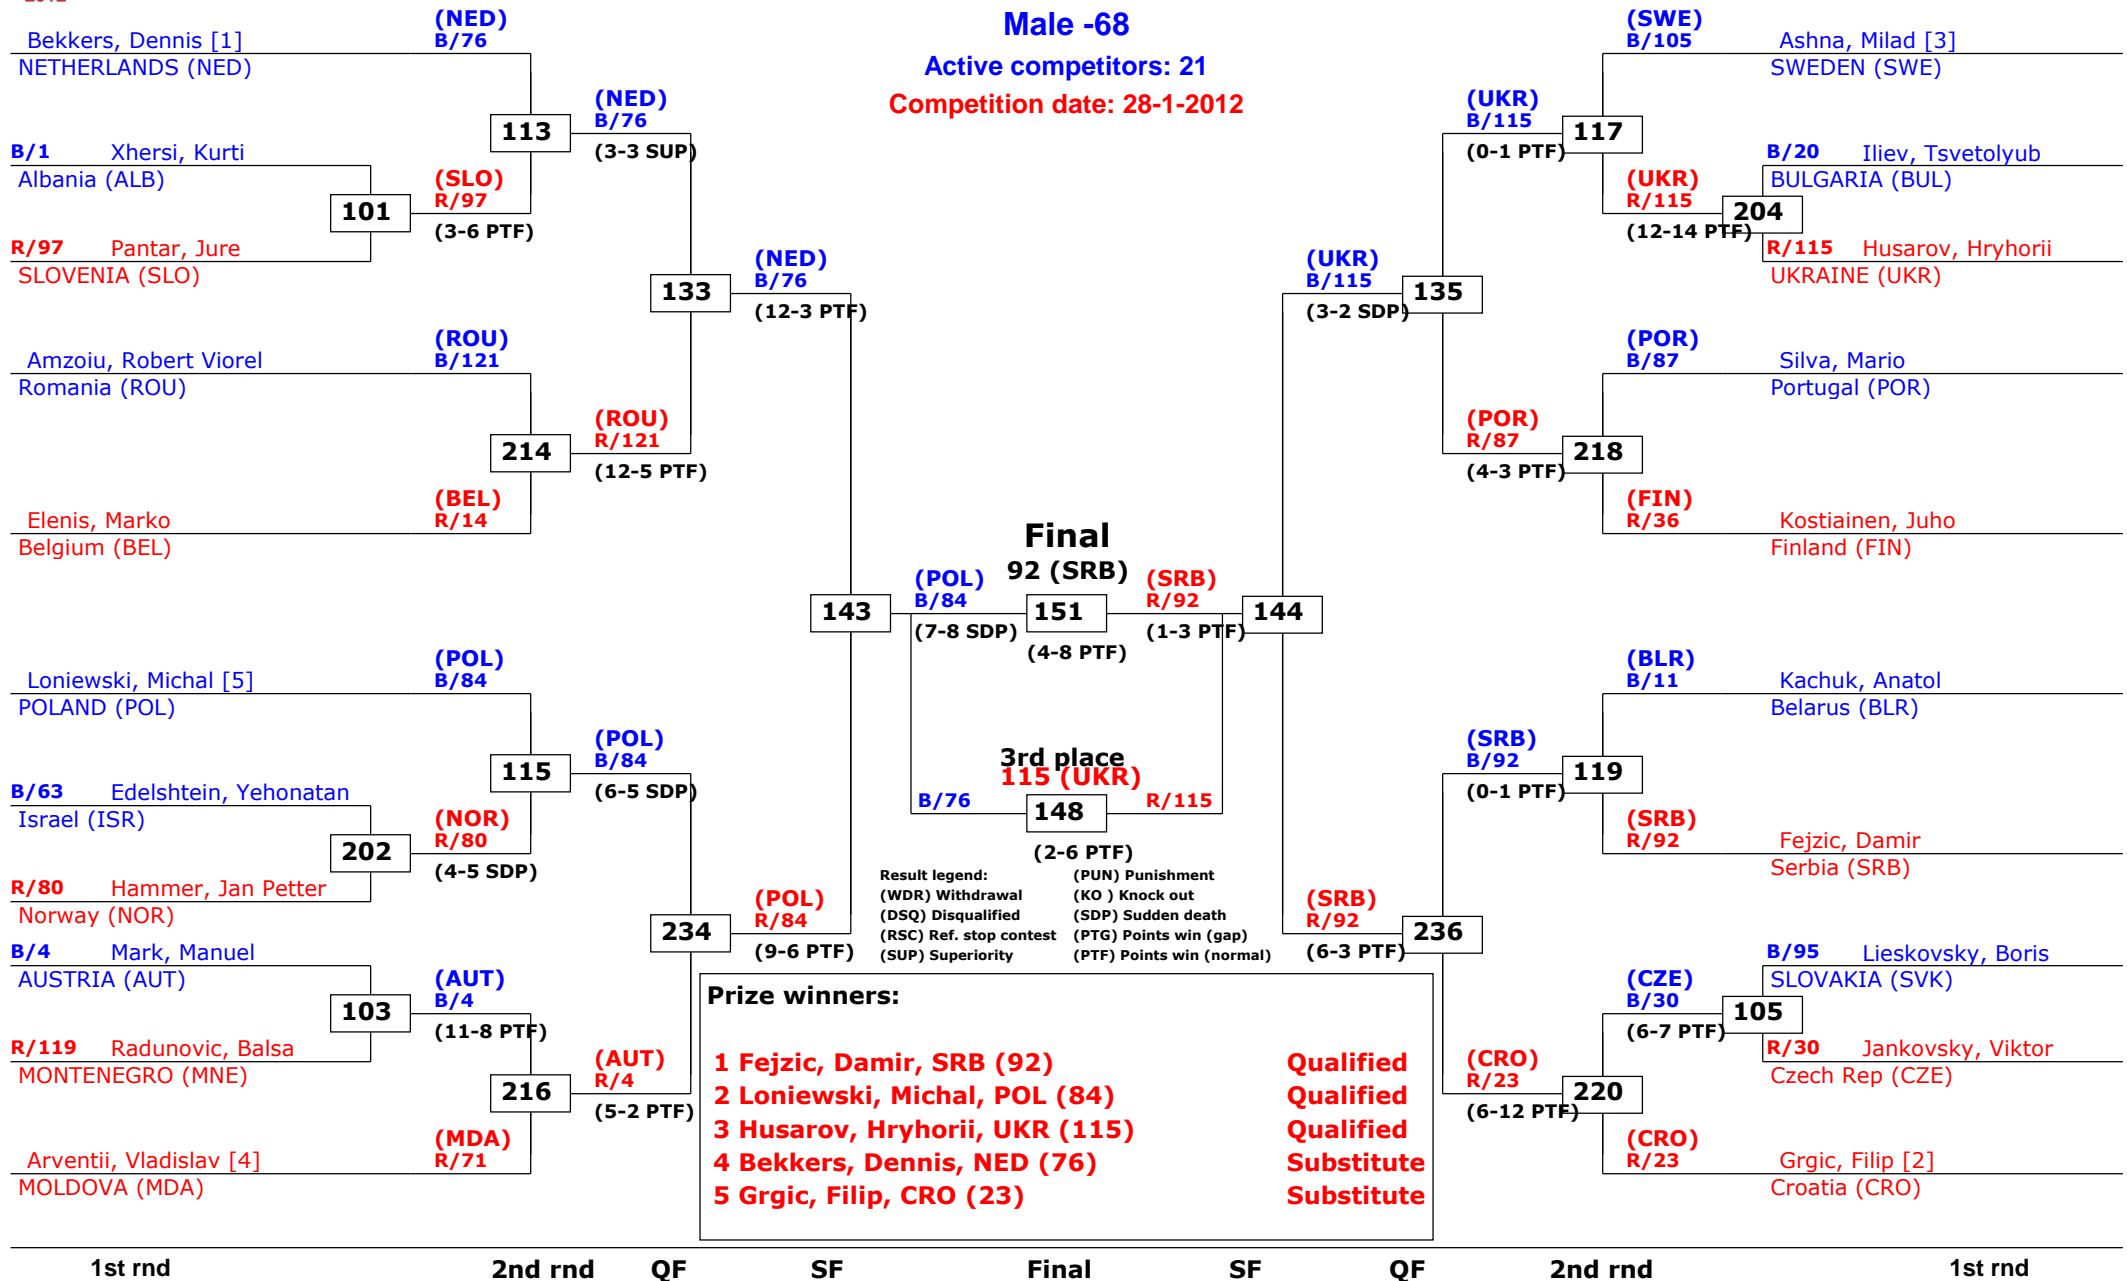 2012
Male -68
Active competitors: 21
Competition date: 28-1-2012
(NED)
B/76
Bekkers, Dennis [1]
NETHERLANDS (NED)
(NED)
B/76
113
(3-3 SUP)
B/1 Xhersi, Kurti
Albania (ALB)
101
(SLO)
R/97
(3-6 PTF)
R/97 Pantar, Jure
SLOVENIA (SLO)
133
(NED)
B/76
(12-3 PTF)
(ROU)
B/121
Amzoiu, Robert Viorel
Romania (ROU)
214
(ROU)
R/121
(12-5 PTF)
(BEL)
R/14
Elenis, Marko
Belgium (BEL)
143
(POL)
B/84
(7-8 SDP)
(POL)
B/84
Loniewski, Michal [5]
POLAND (POL)
115
(POL)
B/84
(6-5 SDP)
B/63 Edelshtein, Yehonatan
Israel (ISR)
202
(NOR)
R/80
(4-5 SDP)
R/80 Hammer, Jan Petter
Norway (NOR)
234
(POL)
R/84
(9-6 PTF)
B/4 Mark, Manuel
AUSTRIA (AUT)
103
(AUT)
B/4
(11-8 PTF)
R/119 Radunovic, Balsa
MONTENEGRO (MNE)
216
(AUT)
R/4
(5-2 PTF)
(MDA)
R/71
Arventii, Vladislav [4]
MOLDOVA (MDA)
Final
92 (SRB)
151
(4-8 PTF)
3rd place
115 (UKR)
B/76 148 R/115
(2-6 PTF)
Result legend:
(WDR) Withdrawal
(DSQ) Disqualified
(RSC) Ref. stop contest
(SUP) Superiority
(PUN) Punishment
(KO ) Knock out
(SDP) Sudden death
(PTG) Points win (gap)
(PTF) Points win (normal)
Prize winners:
1 Fejzic, Damir, SRB (92) Qualified
2 Loniewski, Michal, POL (84) Qualified
3 Husarov, Hryhorii, UKR (115) Qualified
4 Bekkers, Dennis, NED (76) Substitute
5 Grgic, Filip, CRO (23) Substitute
(SWE)
B/105
Ashna, Milad [3]
SWEDEN (SWE)
(UKR)
B/115
117
(0-1 PTF)
B/20 Iliev, Tsvetolyub
BULGARIA (BUL)
(UKR)
R/115
204
(12-14 PTF)
R/115 Husarov, Hryhorii
UKRAINE (UKR)
(UKR)
B/115
135
(3-2 SDP)
(POR)
B/87
Silva, Mario
Portugal (POR)
(POR)
R/87
218
(4-3 PTF)
(FIN)
R/36
Kostiainen, Juho
Finland (FIN)
(SRB)
R/92
144
(1-3 PTF)
(BLR)
B/11
Kachuk, Anatol
Belarus (BLR)
(SRB)
B/92
119
(0-1 PTF)
(SRB)
R/92
Fejzic, Damir
Serbia (SRB)
(SRB)
R/92
236
(6-3 PTF)
B/95 Lieskovsky, Boris
SLOVAKIA (SVK)
(CZE)
B/30
105
(6-7 PTF)
R/30 Jankovsky, Viktor
Czech Rep (CZE)
(CRO)
R/23
220
(6-12 PTF)
(CRO)
R/23
Grgic, Filip [2]
Croatia (CRO)
1st rnd 2nd rnd QF SF Final SF QF 2nd rnd 1st rnd